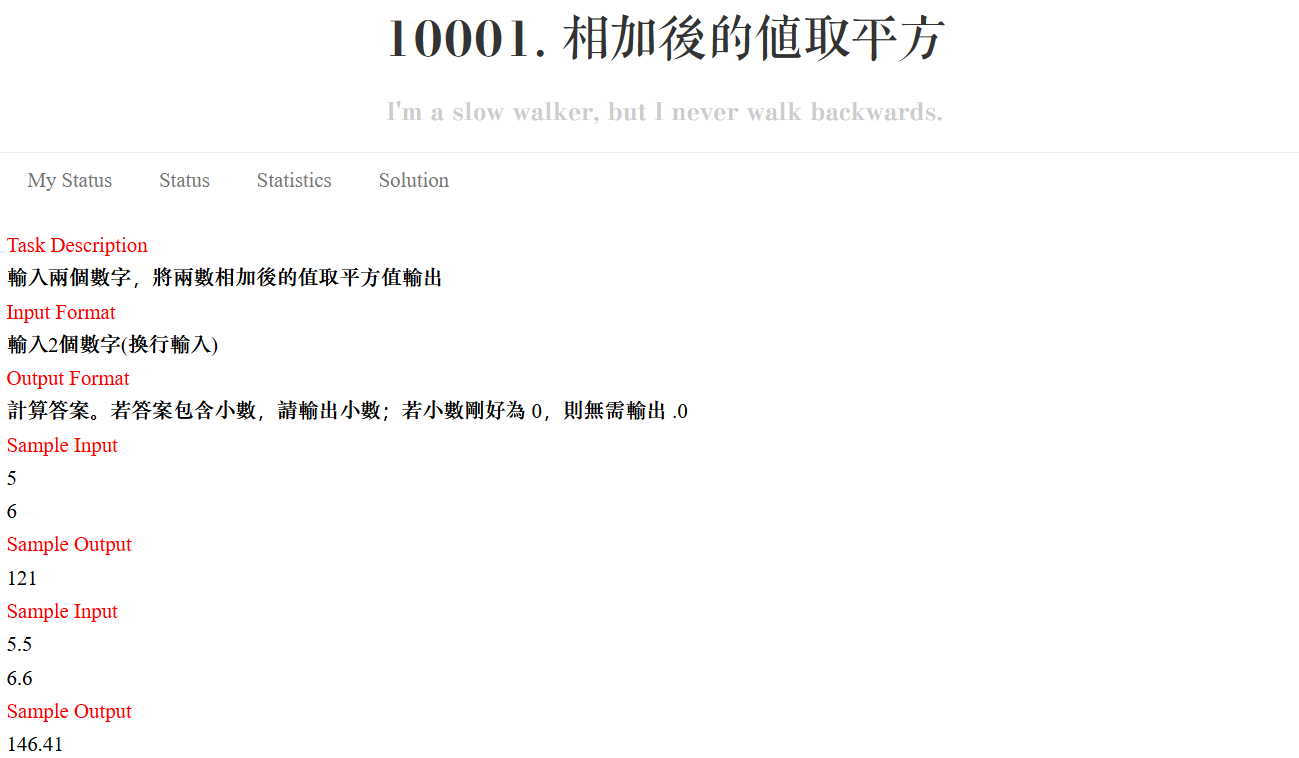 10001. 相加後的值取平方
I'm a slow walker, but I never walk backwards.
My Status Status Statistics Solution
Task Description
輸入兩個數字，將兩數相加後的值取平方值輸出
Input Format
輸入2個數字(換行輸入)
Output Format
計算答案。若答案包含小數，請輸出小數；若小數剛好為 0，則無需輸出 .0
Sample Input
5
6
Sample Output
121
Sample Input
5.5
6.6
Sample Output
146.41